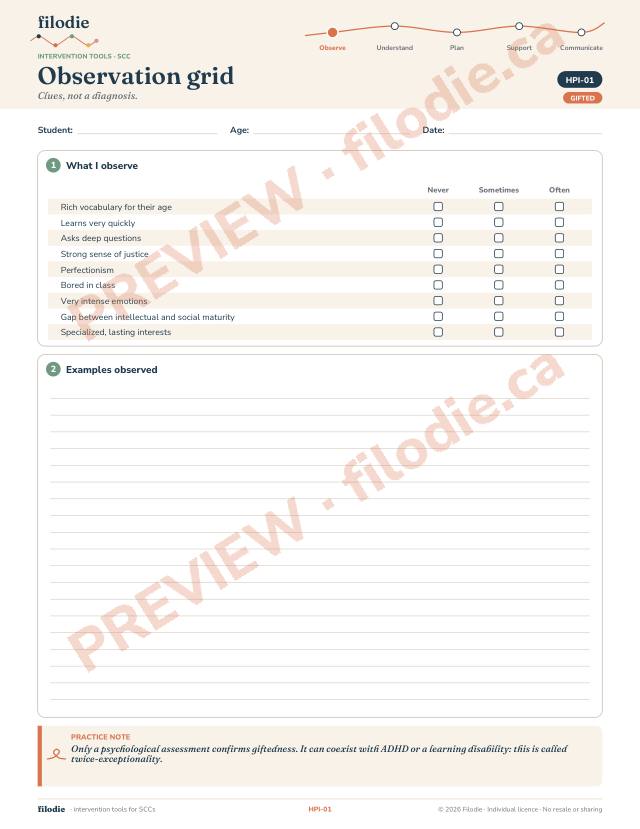 filodie
INTERVENTION TOOLS · SCC
Observation grid
Clues, not a diagnosis.
Observe Understand Plan Support Communicate
HPI-01
GIFTED
Student: Age: Date:
1 What I observe
Never Sometimes Often
Rich vocabulary for their age
Learns very quickly
Asks deep questions
Strong sense of justice
Perfectionism
Bored in class
Very intense emotions
Gap between intellectual and social maturity
Specialized, lasting interests
PREVIEW · filodie.ca
2 Examples observed
PREVIEW · filodie.ca
PRACTICE NOTE
Only a psychological assessment confirms giftedness. It can coexist with ADHD or a learning disability: this is called
twice-exceptionality.
filodie · intervention tools for SCCs HPI-01 © 2026 Filodie · Individual licence · No resale or sharing